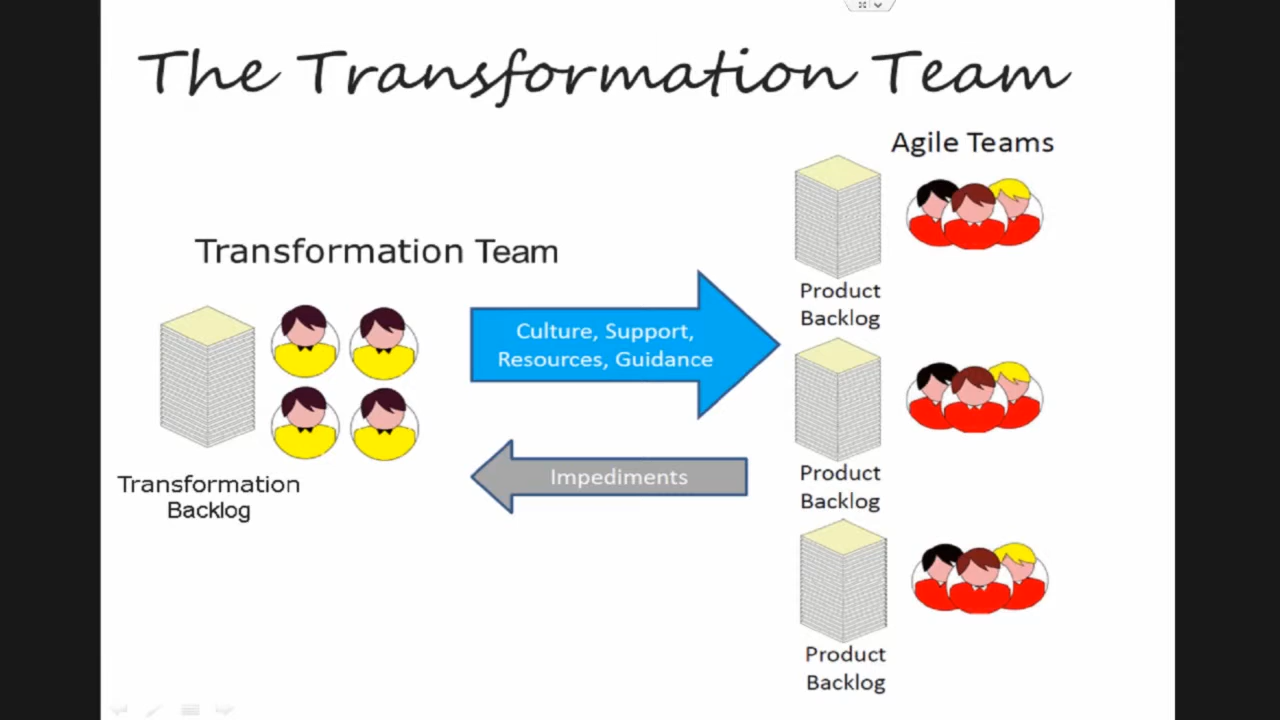 The Transformation Team
Agile Teams
Transformation Team
Transformation
Backlog
Culture, Support,
Resources, Guidance
Impediments
Product
Backlog
Product
Backlog
Product
Backlog